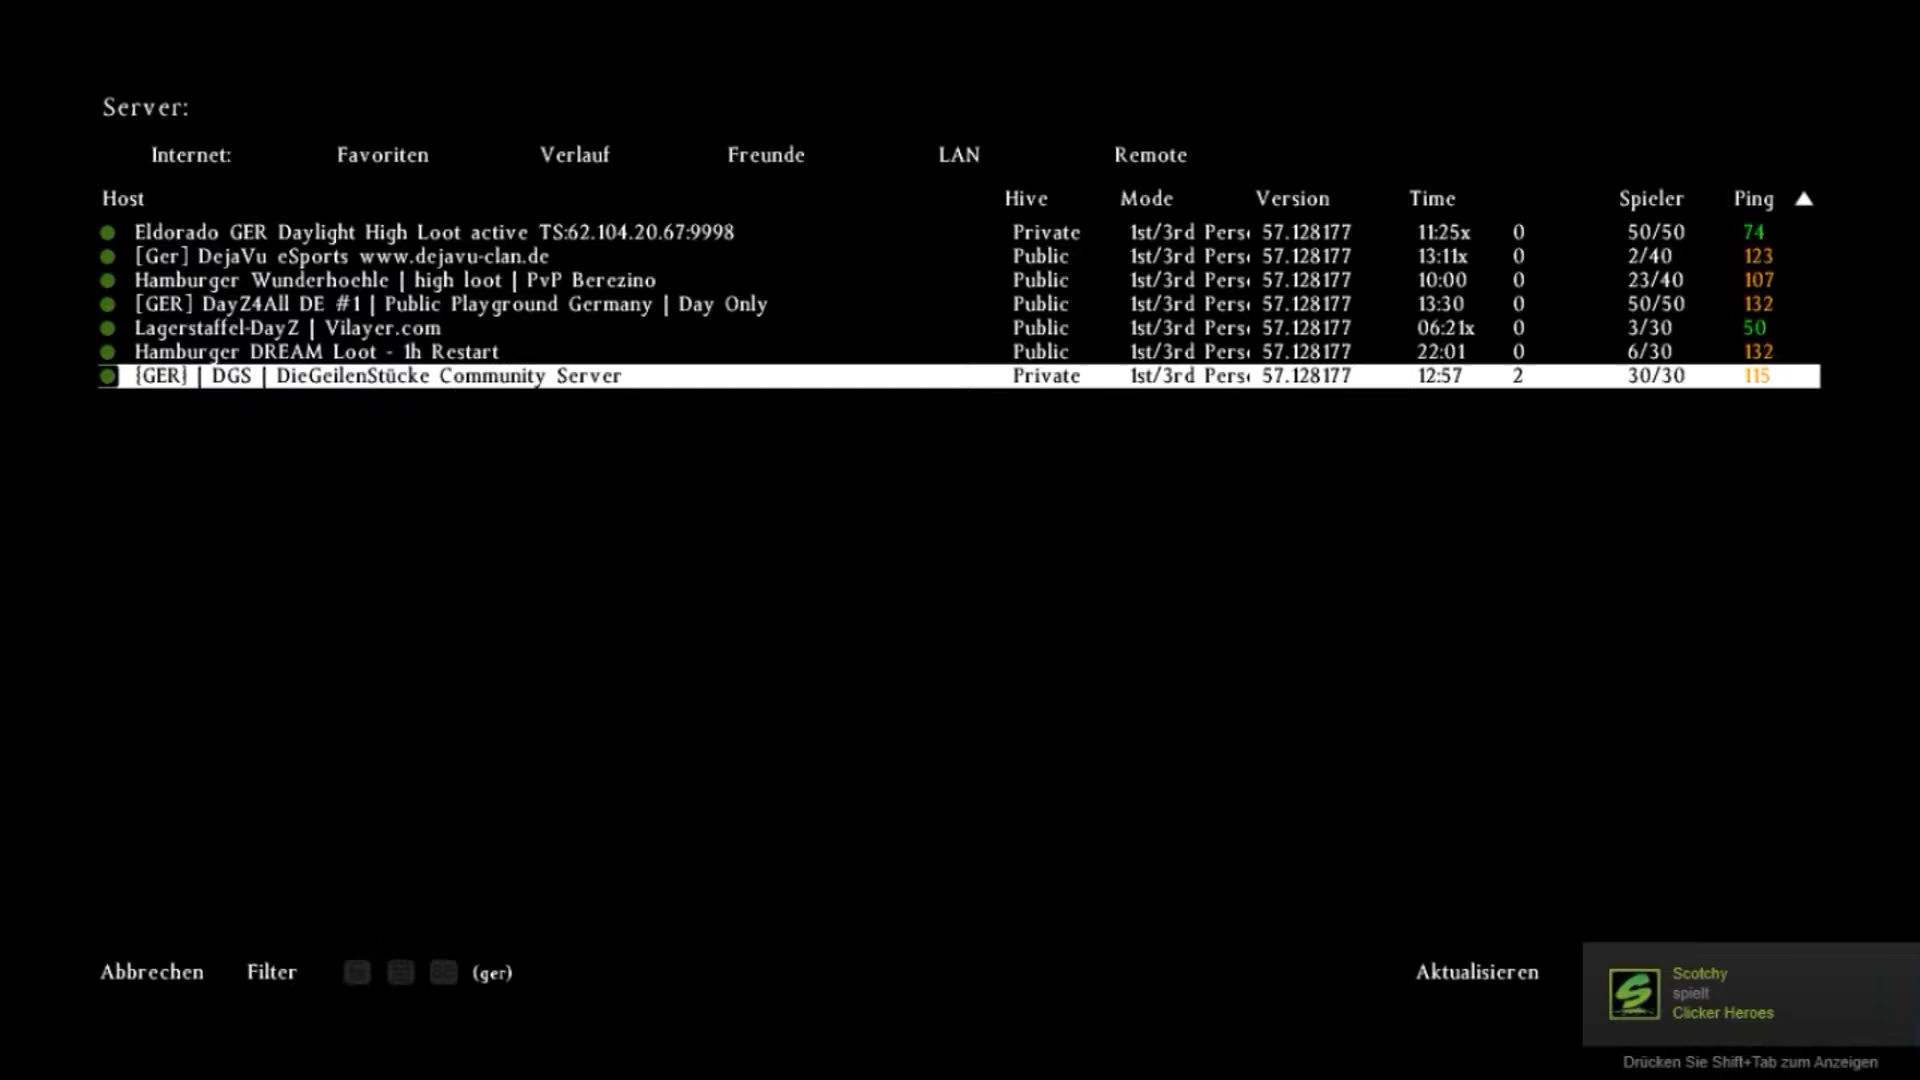 Server:
Internet: Favoriten Verlauf Freunde LAN Remote
Host Hive Mode Version Time Spieler Ping
Eldorado GER Daylight High Loot active TS:62.104.20.67:9998 Private 1st/3rd Pers 57.128177 11:25x 0 50/50 74
[Ger] DejaVu eSports www.dejavu-clan.de Public 1st/3rd Pers 57.128177 13:11x 0 2/40 123
Hamburger Wunderhoehle | high loot | PvP Berezino Public 1st/3rd Pers 57.128177 10:00 0 23/40 107
[GER] DayZ4All DE #1 | Public Playground Germany | Day Only Public 1st/3rd Pers 57.128177 13:30 0 50/50 132
Lagerstaffel-DayZ | Vilayer.com Public 1st/3rd Pers 57.128177 06:21x 0 3/30 50
Hamburger DREAM Loot - 1h Restart Public 1st/3rd Pers 57.128177 22:01 0 6/30 132
{GER} | DGS | DieGeilenStücke Community Server Private 1st/3rd Pers 57.128177 12:57 2 30/30 115
Abbrechen Filter (ger) Aktualisieren
Scotchy
spielt
Clicker Heroes
Drücken Sie Shift+Tab zum Anzeigen